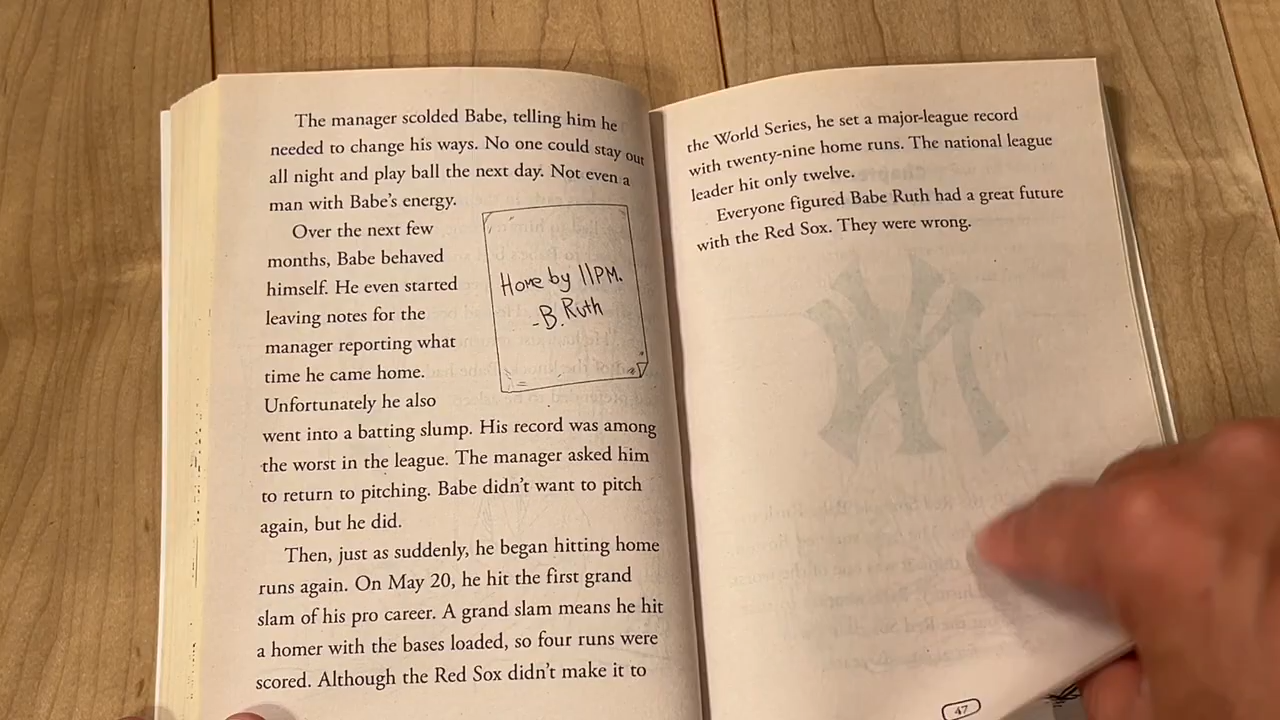 The manager scolded Babe, telling him he
needed to change his ways. No one could stay out
all night and play ball the next day. Not even a
man with Babe's energy.
Over the next few
months, Babe behaved
himself. He even started
leaving notes for the
manager reporting what
time he came home.
Unfortunately he also
Home by 11PM.
-B. Ruth
went into a batting slump. His record was among
the worst in the league. The manager asked him
to return to pitching. Babe didn't want to pitch
again, but he did.
Then, just as suddenly, he began hitting home
runs again. On May 20, he hit the first grand
slam of his pro career. A grand slam means he hit
a homer with the bases loaded, so four runs were
scored. Although the Red Sox didn't make it to
the World Series, he set a major-league record
with twenty-nine home runs. The national league
leader hit only twelve.
Everyone figured Babe Ruth had a great future
with the Red Sox. They were wrong.
47